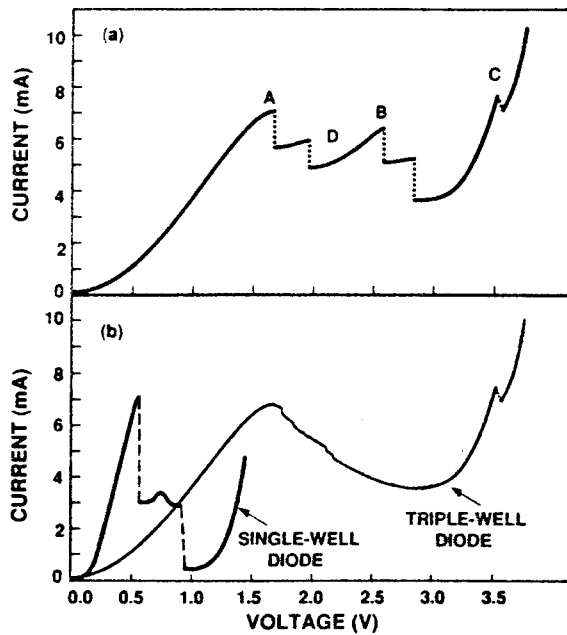 (a)
10
8
6
4
2
0
CURRENT (mA)
A
D
B
C
(b)
10
8
6
4
2
0
CURRENT (mA)
SINGLE-WELL
DIODE
TRIPLE-WELL
DIODE
0.0 0.5 1.0 1.5 2.0 2.5 3.0 3.5
VOLTAGE (V)